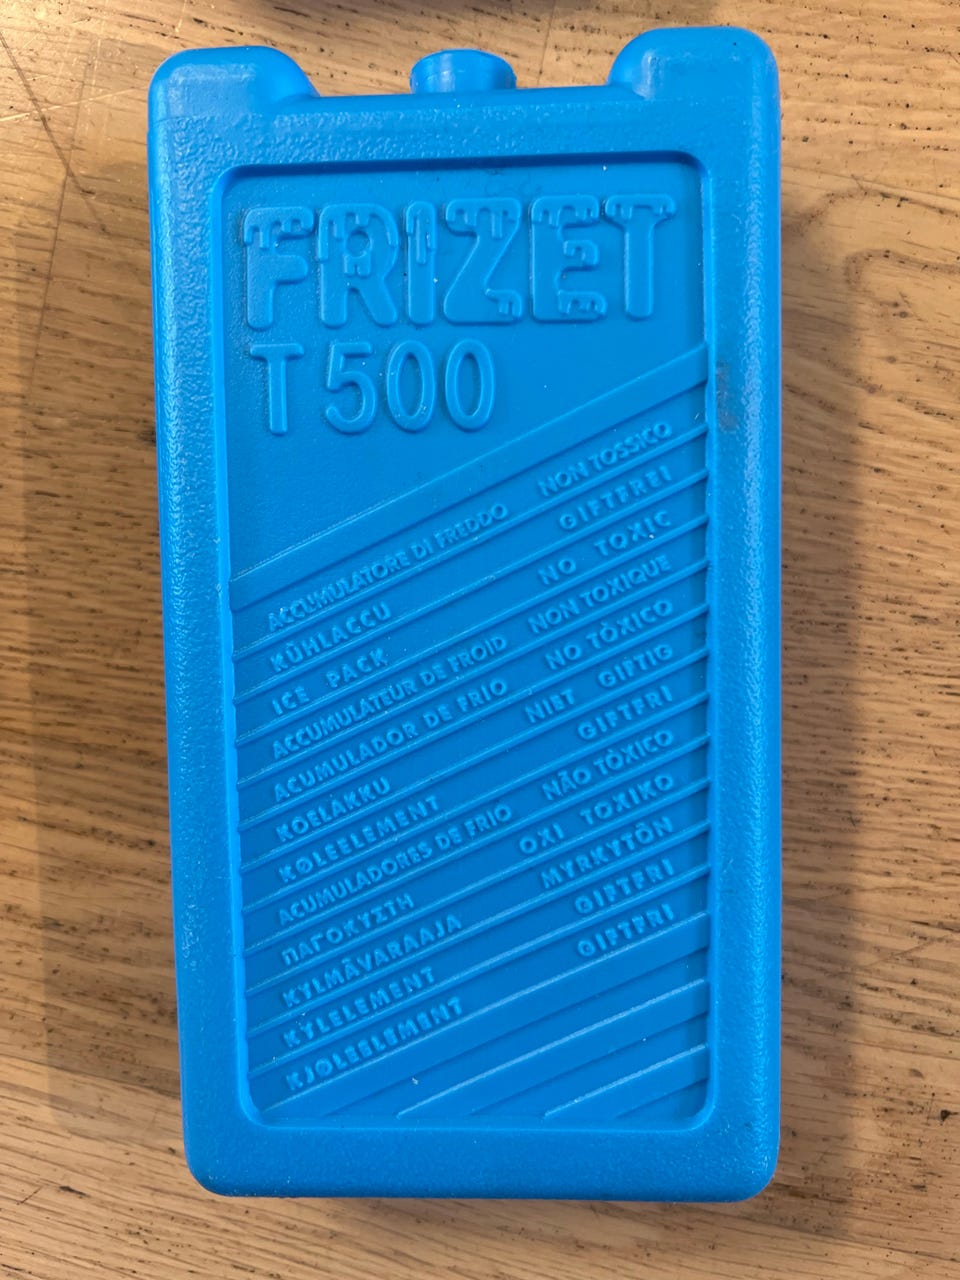 FRIZET
T 500
ACCUMULATORE DI FREDDO NON TOSSICO
KÜHLACCU GIFTFREI
ICE PACK NO TOXIC
ACCUMULATEUR DE FROID NON TOXIQUE
ACUMULADOR DE FRIO NO TÒXICO
KOELÀKKU NIET GIFTIG
KØLEELEMENT GIFTFRI
ACUMULADORES DE FRIO NÃO TÒXICO
ΠΑΓΟΚΥΣΤΗ OXI TOXIKO
KYLMÄVARAAJA MYRKYTÖN
KYLELEMENT GIFTFRI
KJØLEELEMENT GIFTFRI